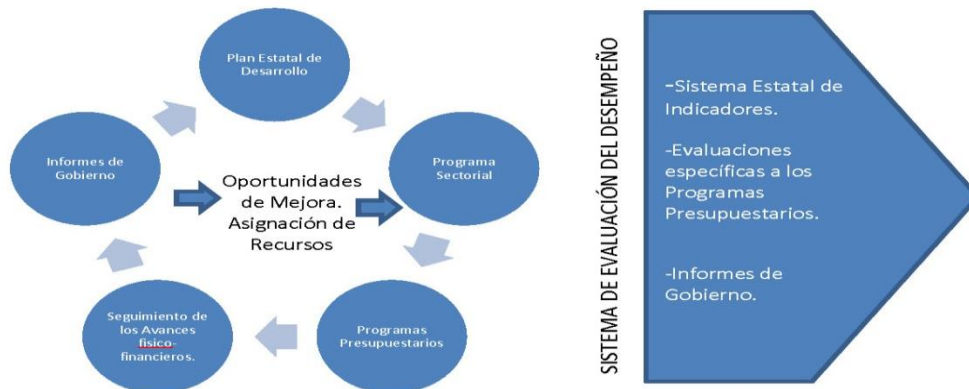 Plan Estatal de
Desarrollo
Informes de
Gobierno
Programa
Sectorial
Oportunidades
de Mejora.
Asignación de
Recursos
Seguimiento de
los Avances
fisico-
financieros.
Programas
Presupuestarios
SISTEMA DE EVALUACIÓN DEL DESEMPEÑO
-Sistema Estatal de
Indicadores.
-Evaluaciones
específicas a los
Programas
Presupuestarios.
-Informes de
Gobierno.